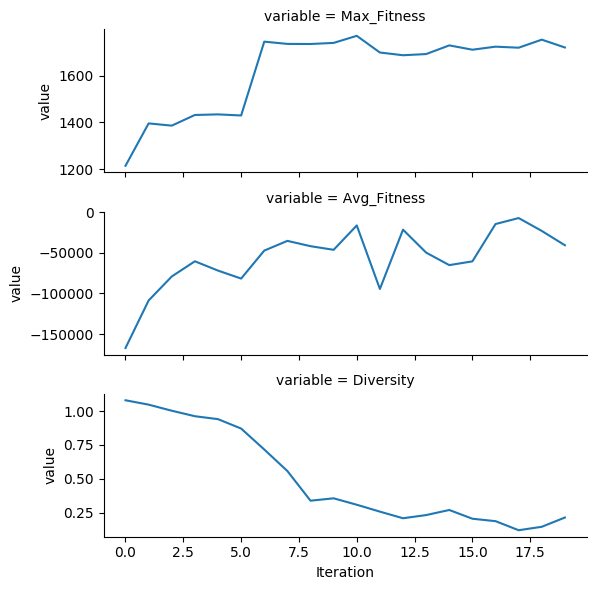 variable = Max_Fitness
1600
1400
1200
value
variable = Avg_Fitness
0
−50000
−100000
−150000
value
variable = Diversity
1.00
0.75
0.50
0.25
value
0.0 2.5 5.0 7.5 10.0 12.5 15.0 17.5
Iteration